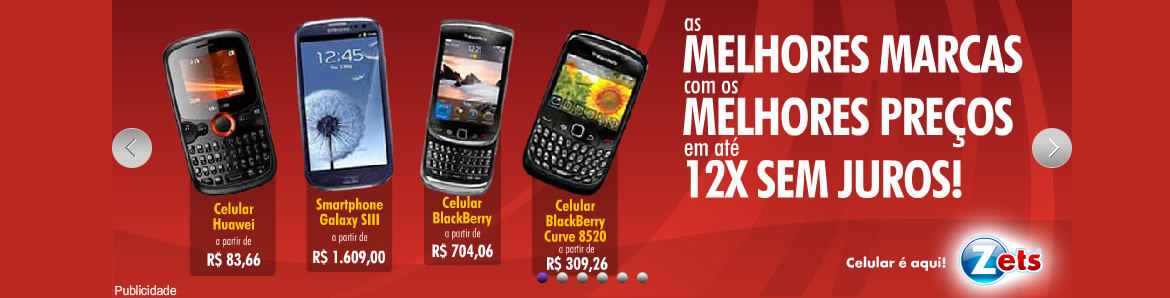 as
MELHORES MARCAS
com os
MELHORES PREÇOS
em até
12X SEM JUROS!
12:45
Celular
Huawei
a partir de
R$ 83,66
Smartphone
Galaxy SIII
a partir de
R$ 1.609,00
Celular
BlackBerry
a partir de
R$ 704,06
Celular
BlackBerry
Curve 8520
a partir de
R$ 309,26
Celular é aqui!
Zets
Publicidade